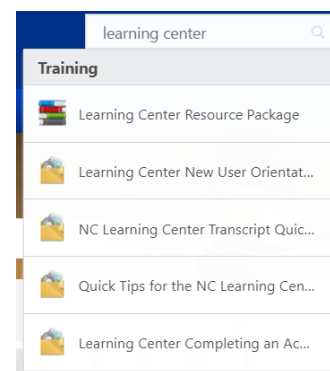 learning center
Training
Learning Center Resource Package
Learning Center New User Orientat...
NC Learning Center Transcript Quic...
Quick Tips for the NC Learning Cen...
Learning Center Completing an Ac...